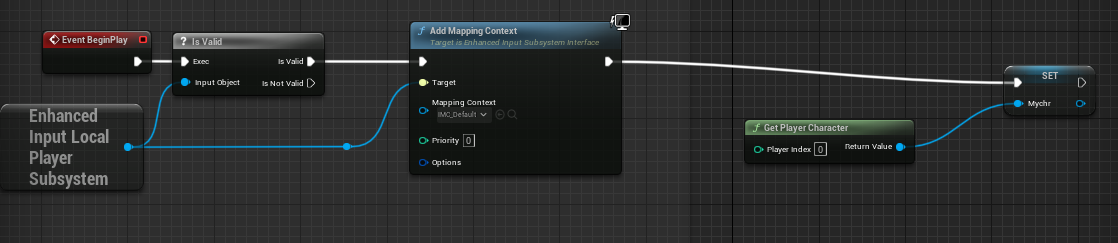 Event BeginPlay
? Is Valid
Exec
Is Valid
Input Object
Is Not Valid
Enhanced
Input Local
Player
Subsystem
f Add Mapping Context
Target is Enhanced Input Subsystem Interface
Target
Mapping Context
IMC_Default
Priority 0
Options
f Get Player Character
Player Index 0
Return Value
SET
Mychr